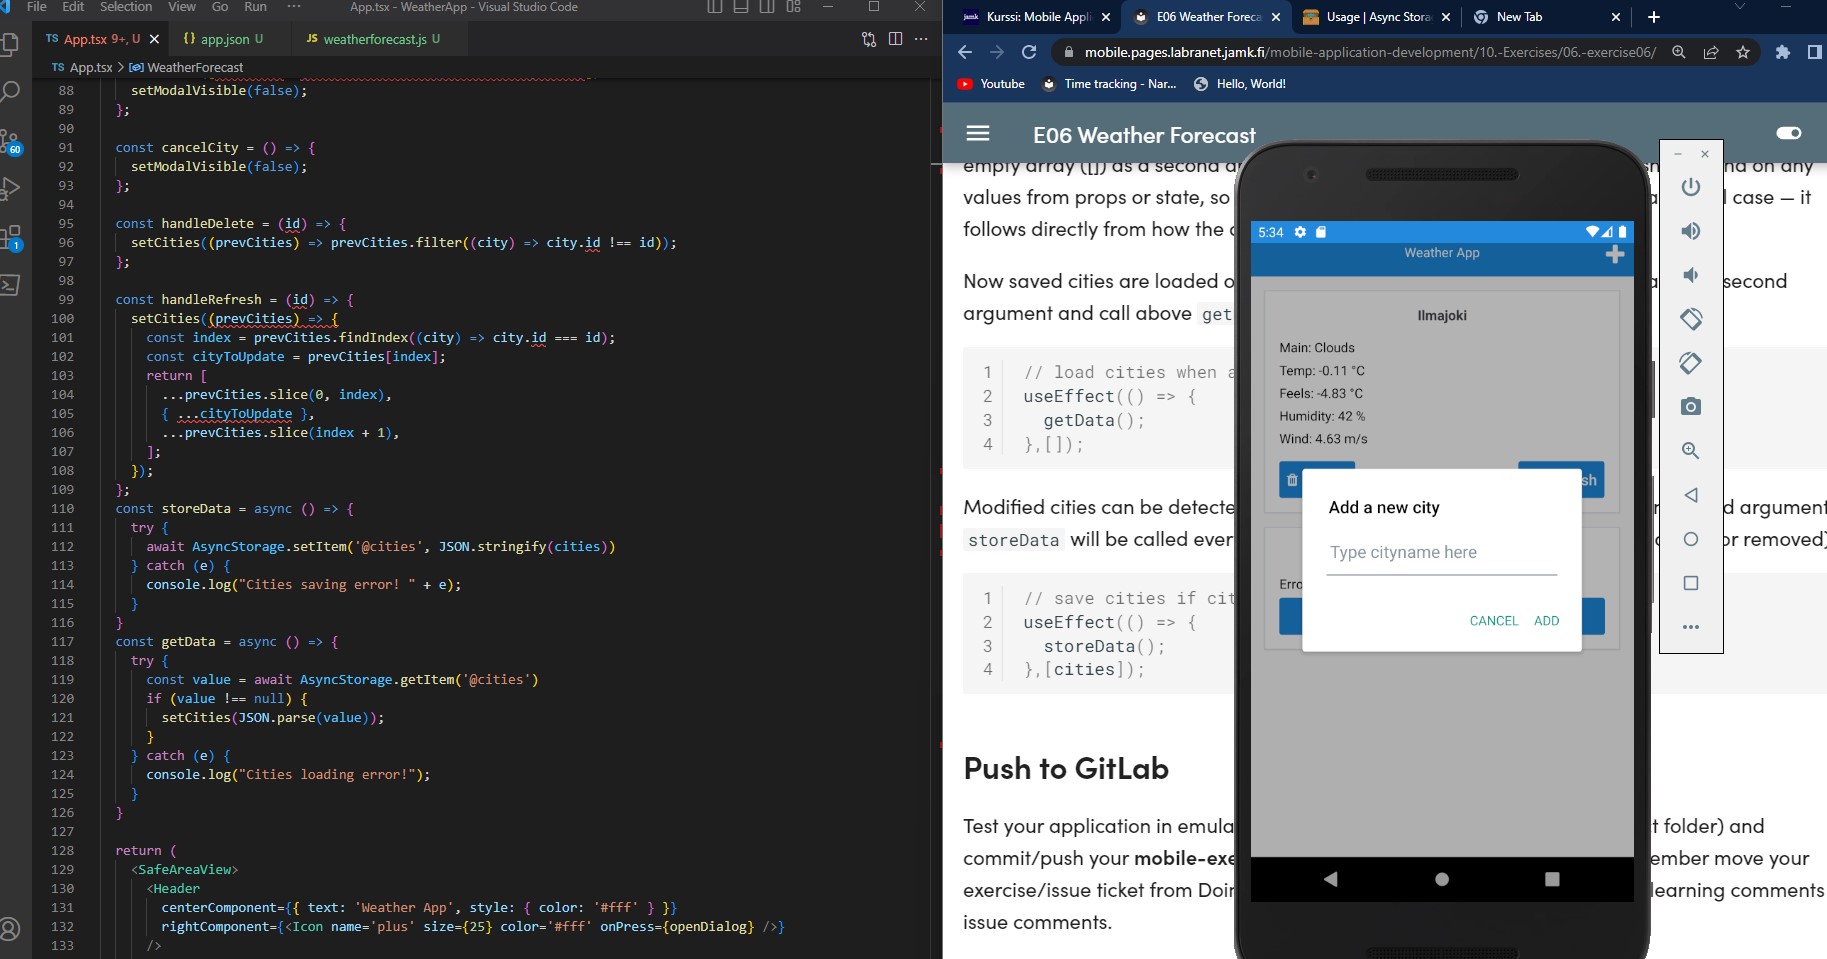 File Edit Selection View Go Run ··· App.tsx - WeatherApp - Visual Studio Code
TS App.tsx 9+, U {} app.json U JS weatherforecast.js U
TS App.tsx > WeatherForecast
60
1
88 setModalVisible(false);
89 };
90
91 const cancelCity = () => {
92 setModalVisible(false);
93 };
94
95 const handleDelete = (id) => {
96 setCities((prevCities) => prevCities.filter((city) => city.id !== id));
97 };
98
99 const handleRefresh = (id) => {
100 setCities((prevCities) => {
101 const index = prevCities.findIndex((city) => city.id === id);
102 const cityToUpdate = prevCities[index];
103 return [
104 ...prevCities.slice(0, index),
105 { ...cityToUpdate },
106 ...prevCities.slice(index + 1),
107 ];
108 });
109 };
110 const storeData = async () => {
111 try {
112 await AsyncStorage.setItem('@cities', JSON.stringify(cities))
113 } catch (e) {
114 console.log("Cities saving error! " + e);
115 }
116 }
117 const getData = async () => {
118 try {
119 const value = await AsyncStorage.getItem('@cities')
120 if (value !== null) {
121 setCities(JSON.parse(value));
122 }
123 } catch (e) {
124 console.log("Cities loading error!");
125 }
126 }
127
128 return (
129 <SafeAreaView>
130 <Header
131 centerComponent={{ text: 'Weather App', style: { color: '#fff' } }}
132 rightComponent={<Icon name='plus' size={25} color='#fff' onPress={openDialog} />}
133 />
jamk Kurssi: Mobile Appli E06 Weather Foreca Usage | Async Stora New Tab
mobile.pages.labranet.jamk.fi/mobile-application-development/10.-Exercises/06.-exercise06/
Youtube Time tracking - Nar... Hello, World!
E06 Weather Forecast
empty array ([]) as a second a nd on any
values from props or state, so l case — it
follows directly from how the
Now saved cities are loaded o second
argument and call above get
1 // load cities when a
2 useEffect(() => {
3 getData();
4 },[]);
Modified cities can be detecte d argument
storeData will be called ever or removed)
1 // save cities if cit
2 useEffect(() => {
3 storeData();
4 },[cities]);
Push to GitLab
Test your application in emula t folder) and
commit/push your mobile-exe ember move your
exercise/issue ticket from Doin learning comments
issue comments.
5:34
Weather App
Ilmajoki
Main: Clouds
Temp: -0.11 °C
Feels: -4.83 °C
Humidity: 42 %
Wind: 4.63 m/s
sh
Add a new city
Type cityname here
Erro
CANCEL ADD